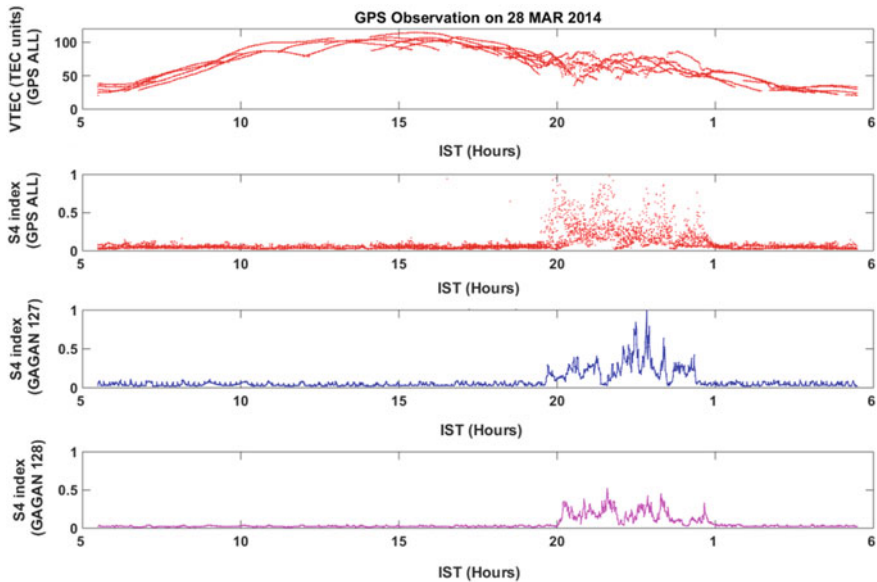 GPS Observation on 28 MAR 2014
VTEC (TEC units)
(GPS ALL)
100
50
0
5 10 15 20 1 6
IST (Hours)
S4 index
(GPS ALL)
1
0.5
0
5 10 15 20 1 6
IST (Hours)
S4 index
(GAGAN 127)
1
0.5
0
5 10 15 20 1 6
IST (Hours)
S4 index
(GAGAN 128)
1
0.5
0
5 10 15 20 1 6
IST (Hours)